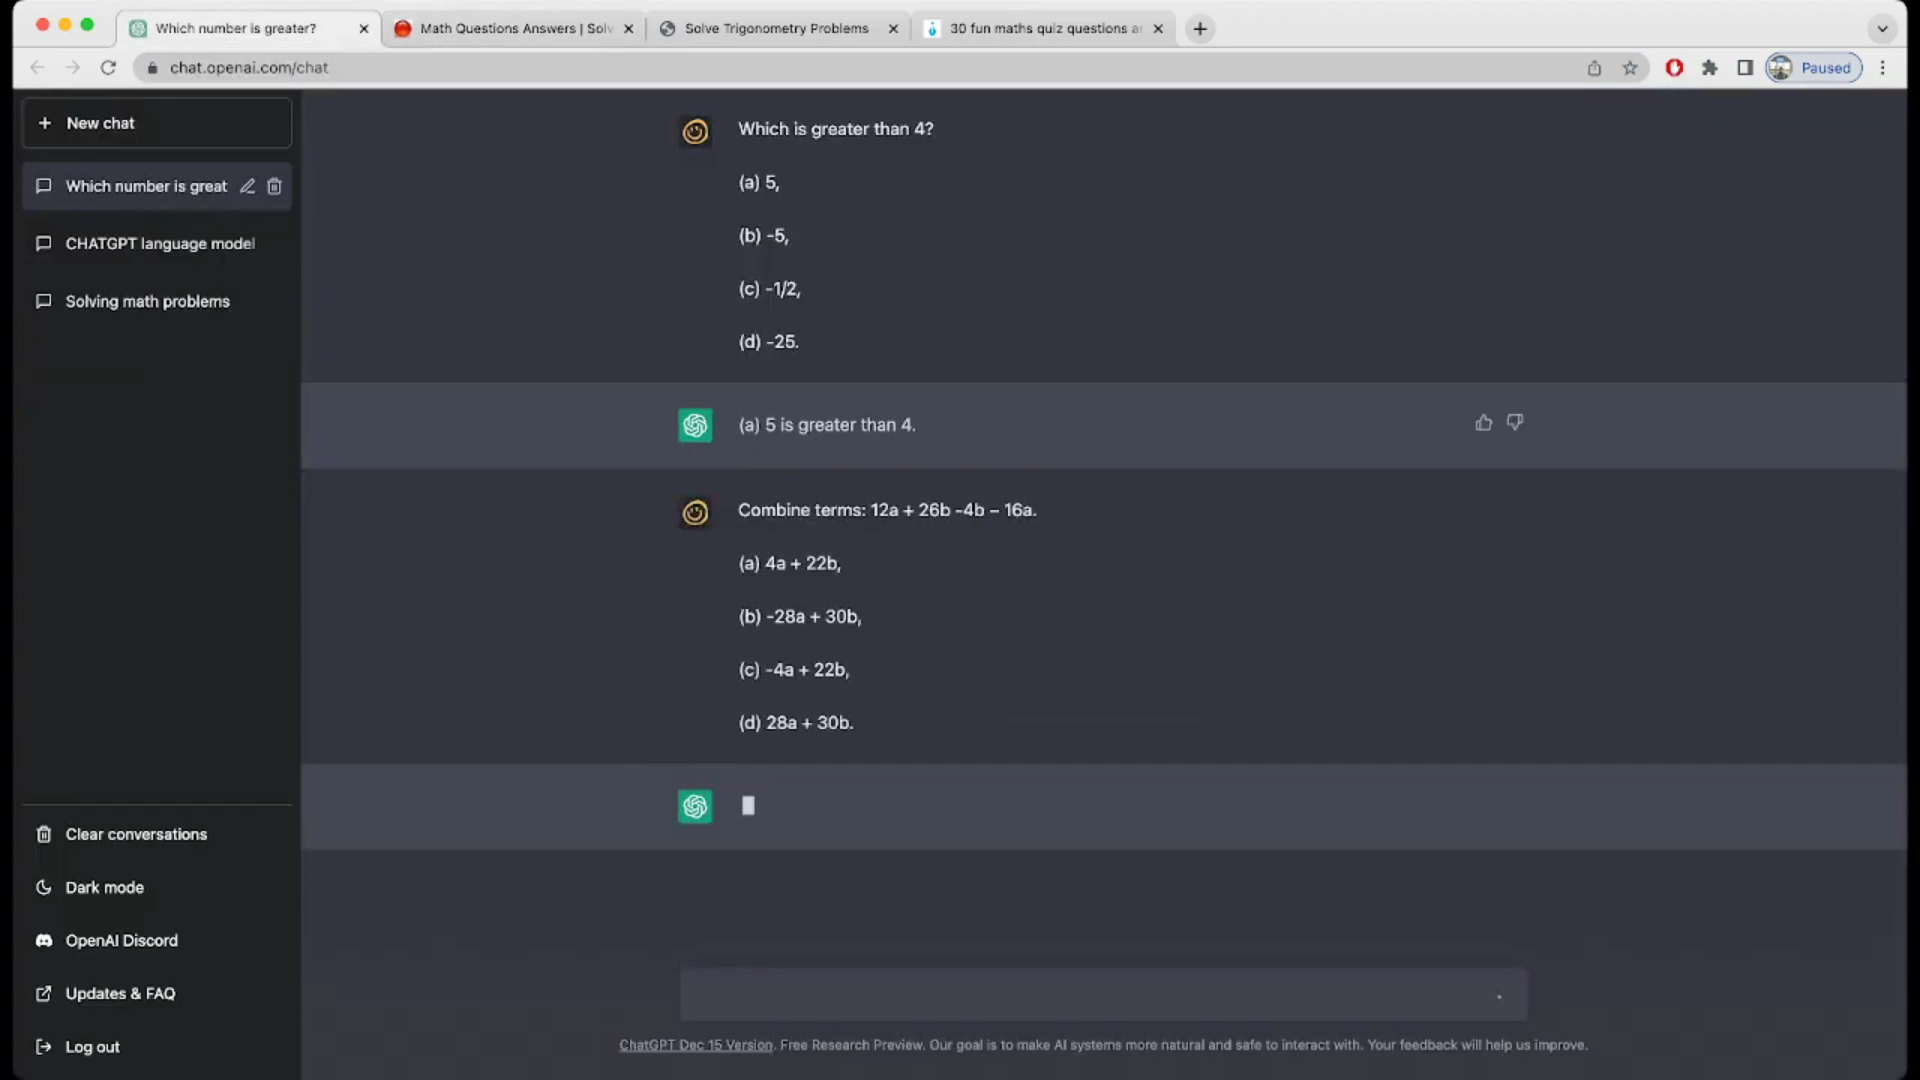 Which number is greater?
Math Questions Answers | Solv
Solve Trigonometry Problems
30 fun maths quiz questions ar
chat.openai.com/chat
Paused
New chat
Which number is great
CHATGPT language model
Solving math problems
Which is greater than 4?
(a) 5,
(b) -5,
(c) -1/2,
(d) -25.
(a) 5 is greater than 4.
Combine terms: 12a + 26b -4b – 16a.
(a) 4a + 22b,
(b) -28a + 30b,
(c) -4a + 22b,
(d) 28a + 30b.
Clear conversations
Dark mode
OpenAI Discord
Updates & FAQ
Log out
ChatGPT Dec 15 Version. Free Research Preview. Our goal is to make AI systems more natural and safe to interact with. Your feedback will help us improve.